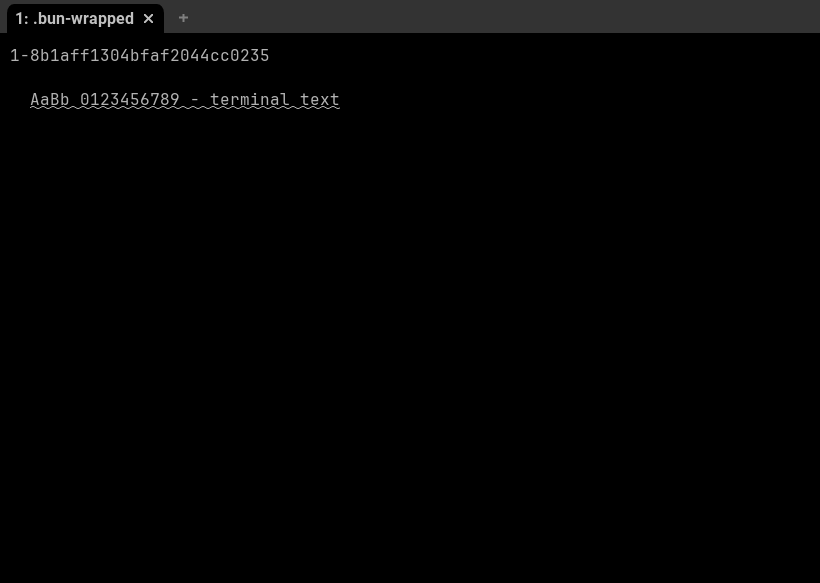 1: .bun-wrapped × +
1-8b1aff1304bfaf2044cc0235
AaBb 0123456789 - terminal text